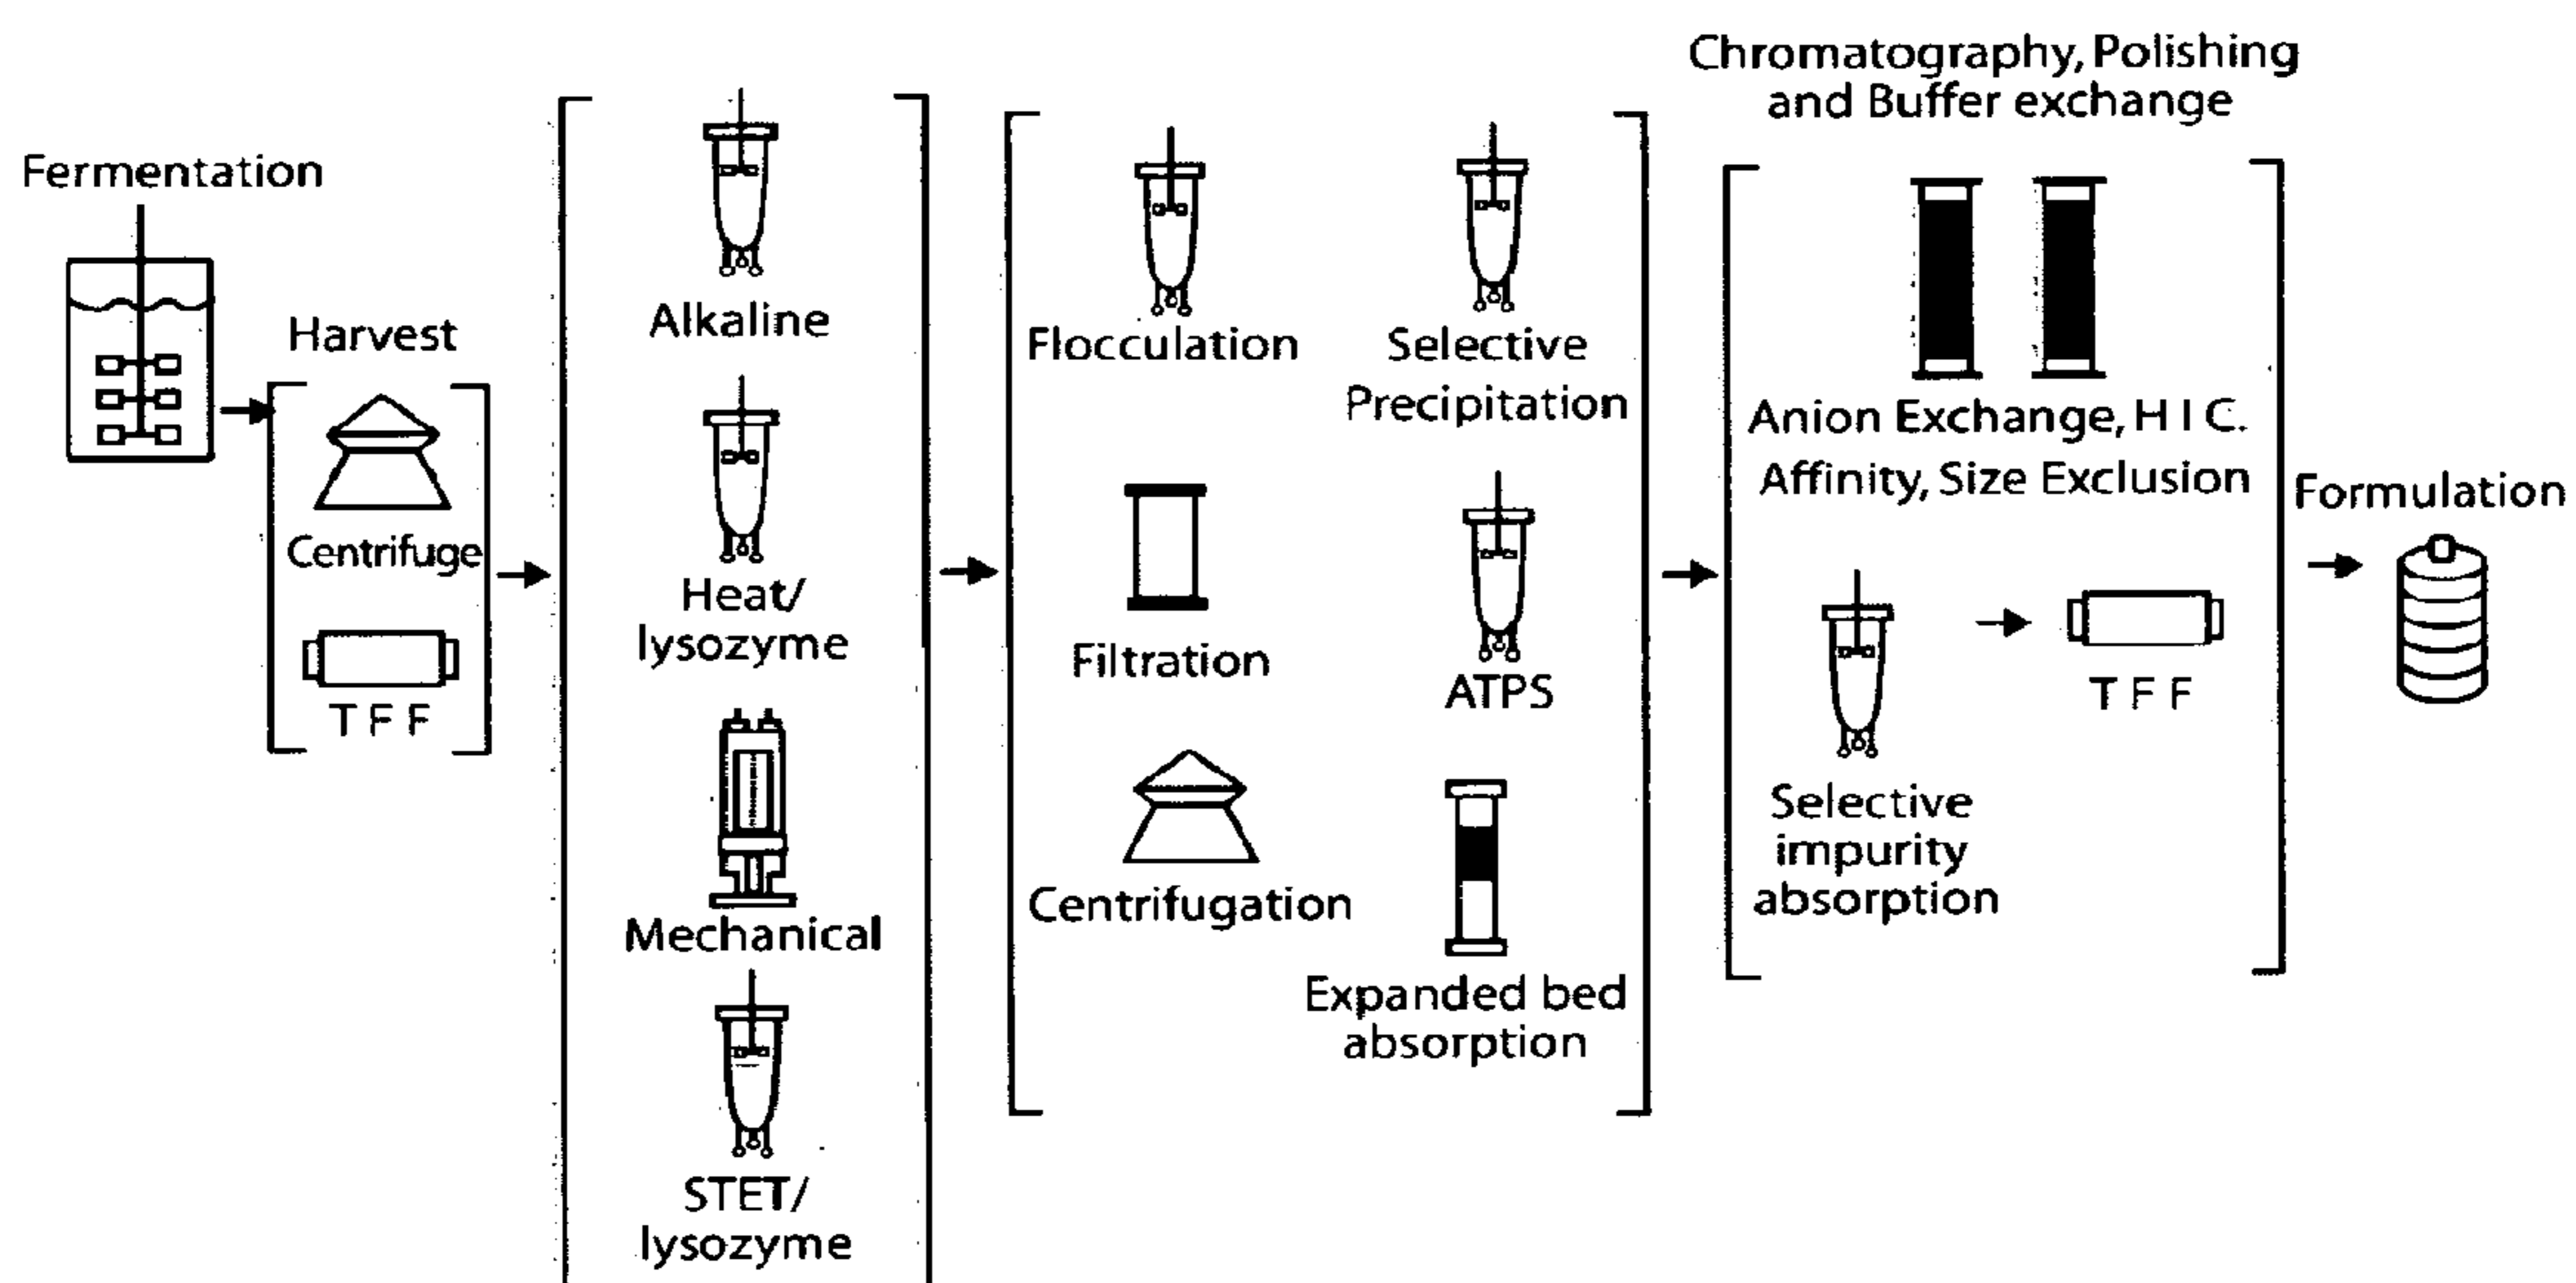 Fermentation
Harvest
Centrifuge
T F F
Alkaline
Heat/
lysozyme
Mechanical
STET/
lysozyme
Flocculation
Filtration
Centrifugation
Selective
Precipitation
ATPS
Expanded bed
absorption
Chromatography, Polishing
and Buffer exchange
Anion Exchange, H I C.
Affinity, Size Exclusion
Selective
impurity
absorption
T F F
Formulation